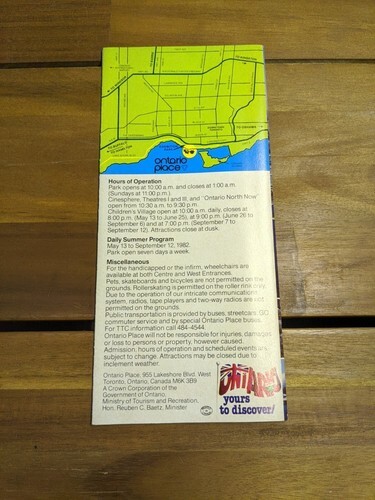 ontario
place
Hours of Operation
Park opens at 10:00 a.m. and closes at 1:00 a.m.
(Sundays at 11:00 p.m.).
Cinesphere, Theatres I and III, and 'Ontario North Now'
open from 10:30 a.m. to 9:30 p.m.
Children's Village open at 10:00 a.m. daily, closes at
8:00 p.m. (May 13 to June 25), at 9:00 p.m. (June 26 to
September 6) and at 7:00 p.m. (September 7 to
September 12). Attractions close at dusk.
Daily Summer Program
May 13 to September 12, 1982.
Park open seven days a week.
Miscellaneous
For the handicapped or the infirm, wheelchairs are
available at both Centre and West Entrances.
Pets, skateboards and bicycles are not permitted on the
grounds. Rollerskating is permitted on the roller rink only.
Due to the operation of our intricate communications
system, radios, tape players and two-way radios are not
permitted on the grounds.
Public transportation is provided by buses, streetcars, GO
commuter service and by special Ontario Place buses.
For TTC information call 484-4544.
Ontario Place will not be responsible for injuries, damages
or loss to persons or property, however caused.
Admission, hours of operation and scheduled events are
subject to change. Attractions may be closed due to
inclement weather.
Ontario Place, 955 Lakeshore Blvd. West
Toronto, Ontario, Canada M6K 3B9
A Crown Corporation of the
Government of Ontario.
Ministry of Tourism and Recreation,
Hon. Reuben C. Baetz, Minister
ONTARIO
yours
to discover!